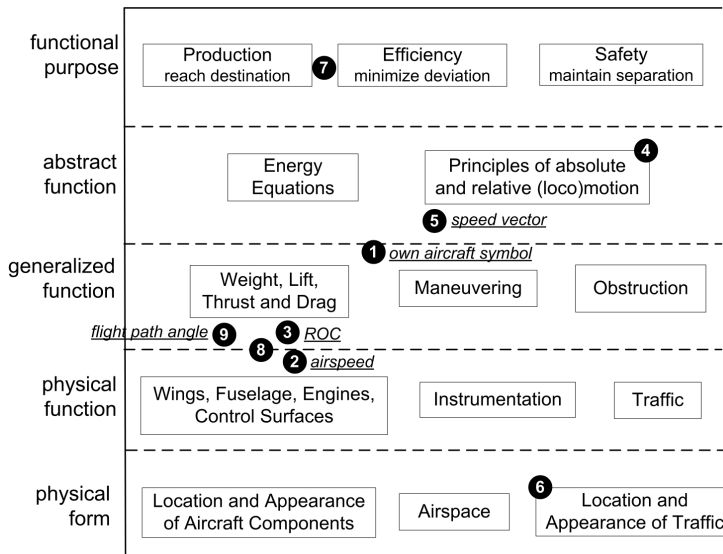 functional
purpose
Production
reach destination
7
Efficiency
minimize deviation
Safety
maintain separation
abstract
function
Energy
Equations
Principles of absolute
and relative (loco)motion
4
5 speed vector
1 own aircraft symbol
generalized
function
Weight, Lift,
Thrust and Drag
Maneuvering
Obstruction
flight path angle 9
3 ROC
8
2 airspeed
physical
function
Wings, Fuselage, Engines,
Control Surfaces
Instrumentation
Traffic
physical
form
Location and Appearance
of Aircraft Components
Airspace
6
Location and
Appearance of Traffic